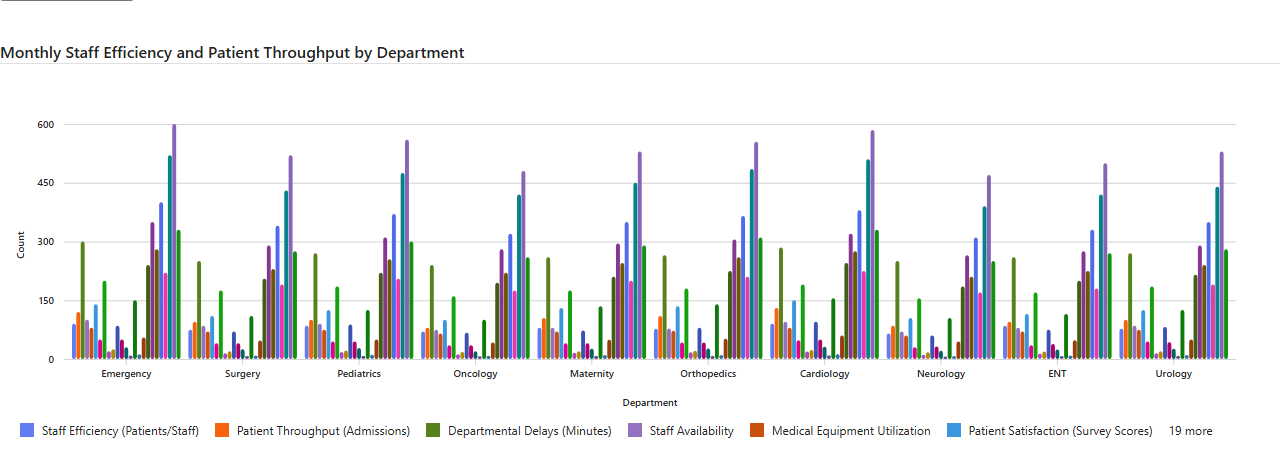 Monthly Staff Efficiency and Patient Throughput by Department
600
450
300
150
0
Count
Emergency Surgery Pediatrics Oncology Maternity Orthopedics Cardiology Neurology ENT Urology
Department
Staff Efficiency (Patients/Staff) Patient Throughput (Admissions) Departmental Delays (Minutes) Staff Availability Medical Equipment Utilization Patient Satisfaction (Survey Scores) 19 more